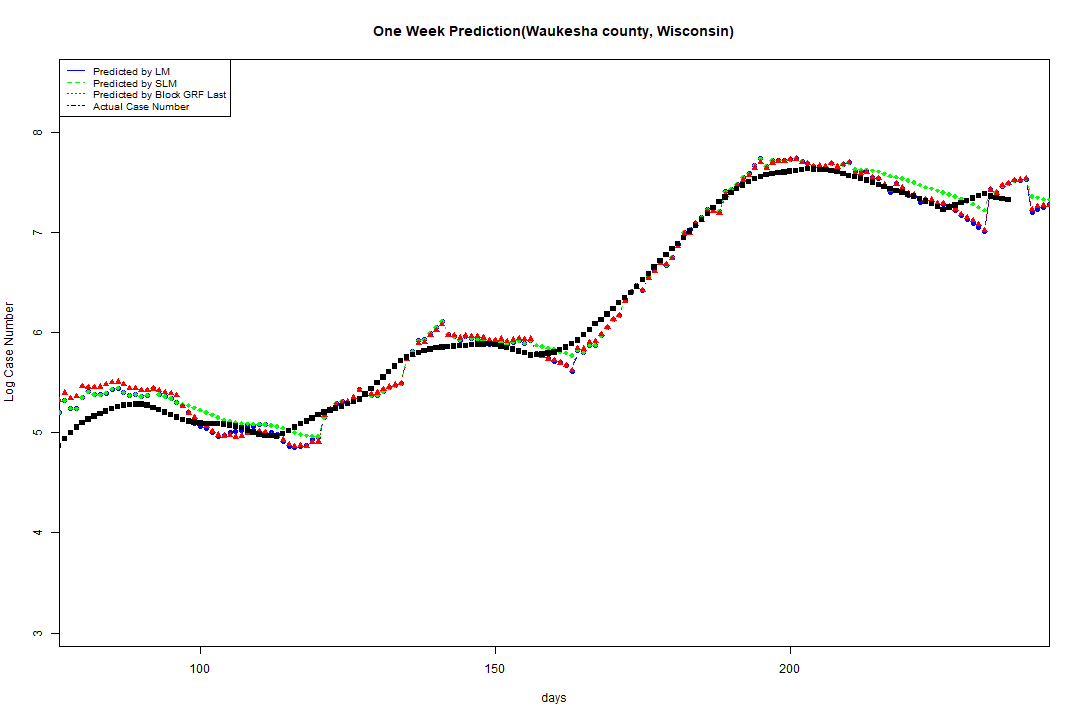 One Week Prediction(Waukesha county, Wisconsin)
Predicted by LM
Predicted by SLM
Predicted by Block GRF Last
Actual Case Number
8
7
6
5
4
3
Log Case Number
100 150 200
days